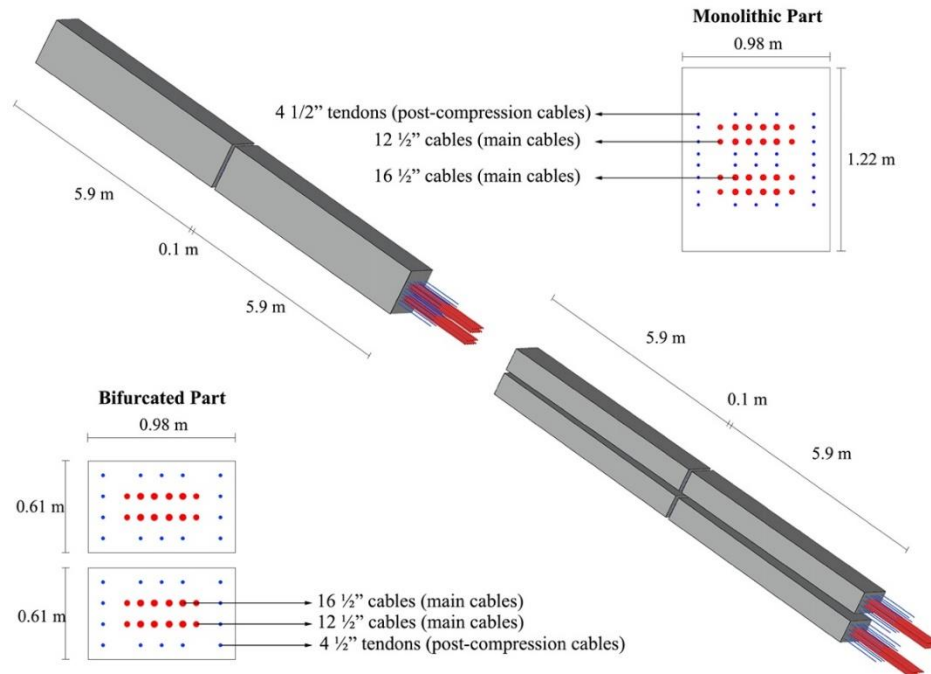 Monolithic Part
0.98 m
4 1/2” tendons (post-compression cables)
12 ½” cables (main cables)
16 ½” cables (main cables)
1.22 m
5.9 m
0.1 m
5.9 m
5.9 m
0.1 m
5.9 m
Bifurcated Part
0.98 m
0.61 m
0.61 m
16 ½” cables (main cables)
12 ½” cables (main cables)
4 ½” tendons (post-compression cables)